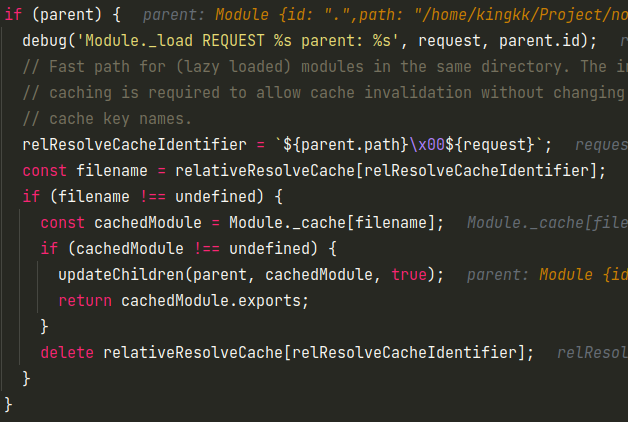 if (parent) {   parent: Module {id: ".",path: "/home/kingkk/Project/no
debug('Module._load REQUEST %s parent: %s', request, parent.id);
// Fast path for (lazy loaded) modules in the same directory. The in
// caching is required to allow cache invalidation without changing
// cache key names.
relResolveCacheIdentifier = `${parent.path}\x00${request}`;   reques
const filename = relativeResolveCache[relResolveCacheIdentifier];
if (filename !== undefined) {
const cachedModule = Module._cache[filename];   Module._cache[file
if (cachedModule !== undefined) {
updateChildren(parent, cachedModule, true);   parent: Module {id
return cachedModule.exports;
}
delete relativeResolveCache[relResolveCacheIdentifier];   relResol
}
}